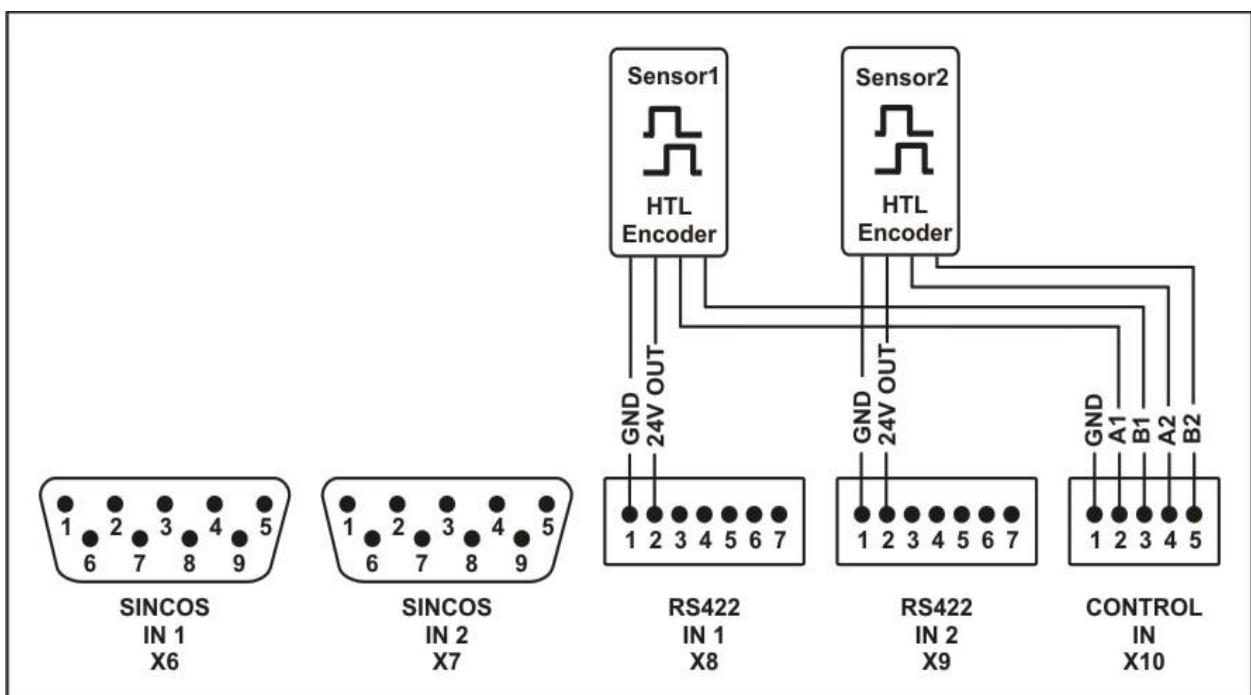 Sensor1
HTL
Encoder
Sensor2
HTL
Encoder
GND
24V OUT
GND
24V OUT
GND
A1
B1
A2
B2
1 2 3 4 5
6 7 8 9
SINCOS
IN 1
X6
1 2 3 4 5
6 7 8 9
SINCOS
IN 2
X7
1 2 3 4 5 6 7
RS422
IN 1
X8
1 2 3 4 5 6 7
RS422
IN 2
X9
1 2 3 4 5
CONTROL
IN
X10